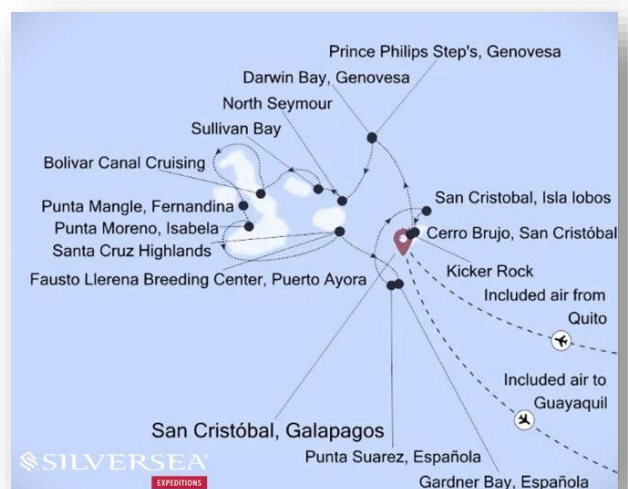 Prince Philips Step's, Genovesa
Darwin Bay, Genovesa
North Seymour
Sullivan Bay
Bolivar Canal Cruising
Punta Mangle, Fernandina
Punta Moreno, Isabela
Santa Cruz Highlands
Fausto Llerena Breeding Center, Puerto Ayora
San Cristobal, Isla lobos
Cerro Brujo, San Cristóbal
Kicker Rock
Included air from
Quito
Included air to
Guayaquil
San Cristóbal, Galapagos
Punta Suarez, Española
Gardner Bay, Española
SILVERSEA
EXPEDITIONS